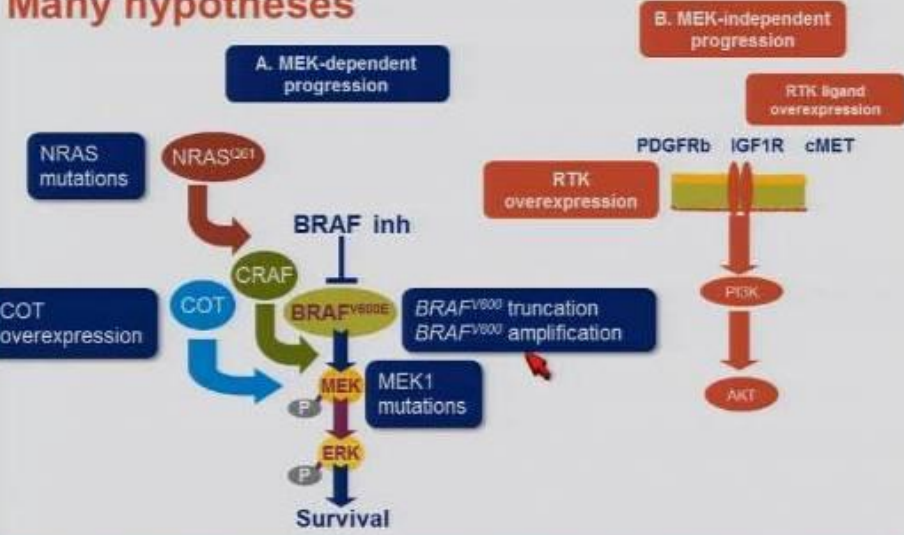 Many hypotheses
A. MEK-dependent
progression
B. MEK-independent
progression
RTK ligand
overexpression
NRAS
mutations
NRASQ61
PDGFRb IGF1R cMET
RTK
overexpression
BRAF inh
CRAF
COT
overexpression
COT
BRAFV600E
BRAFV600 truncation
BRAFV600 amplification
PI3K
MEK
P
MEK1
mutations
AKT
ERK
P
Survival